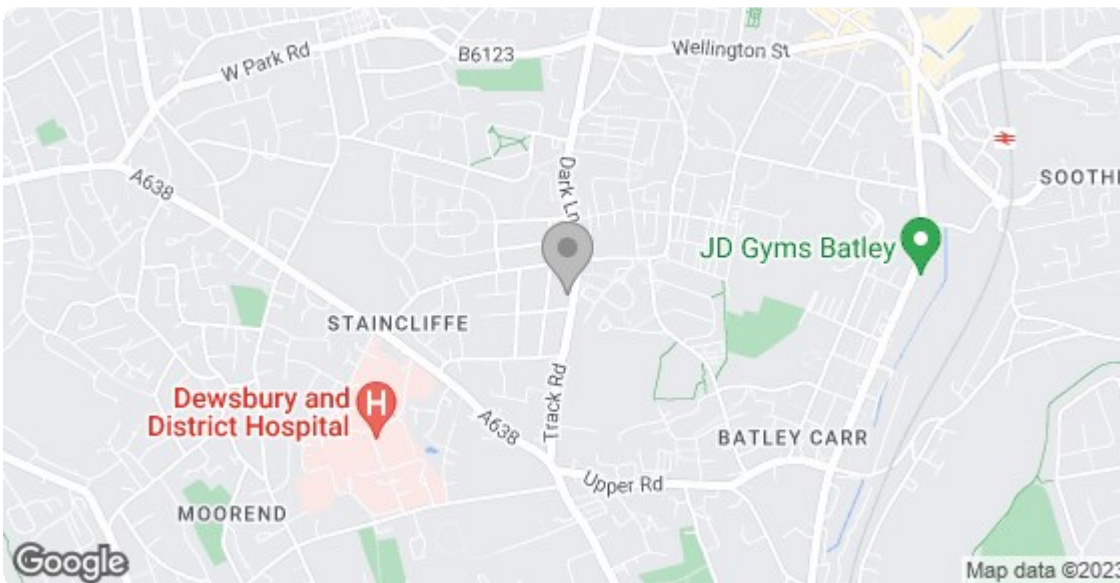 Wellington St
B6123
W Park Rd
Dark Ln
A638
SOOTHI
JD Gyms Batley
STAINCLIFFE
Track Rd
Dewsbury and
District Hospital
H
A638
BATLEY CARR
Upper Rd
MOOREND
Google
Map data ©2023